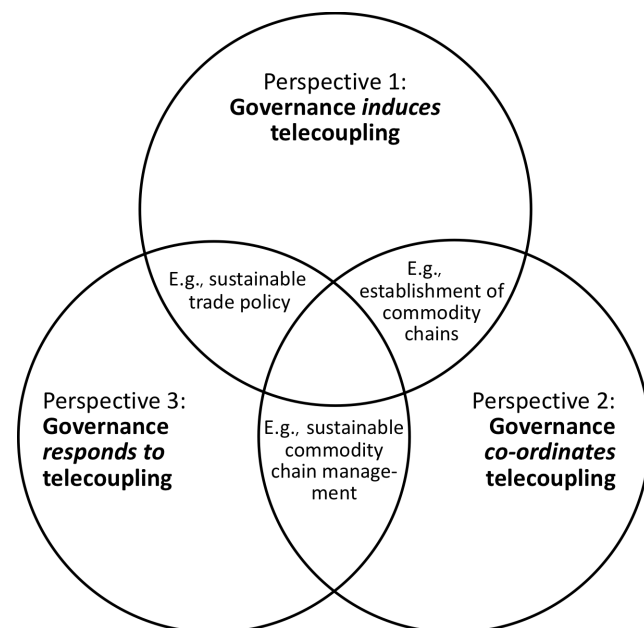 Perspective 1:
Governance induces
telecoupling
E.g., sustainable
trade policy
E.g.,
establishment of
commodity
chains
Perspective 3:
Governance
responds to
telecoupling
E.g., sustainable
commodity
chain manage-
ment
Perspective 2:
Governance
co-ordinates
telecoupling